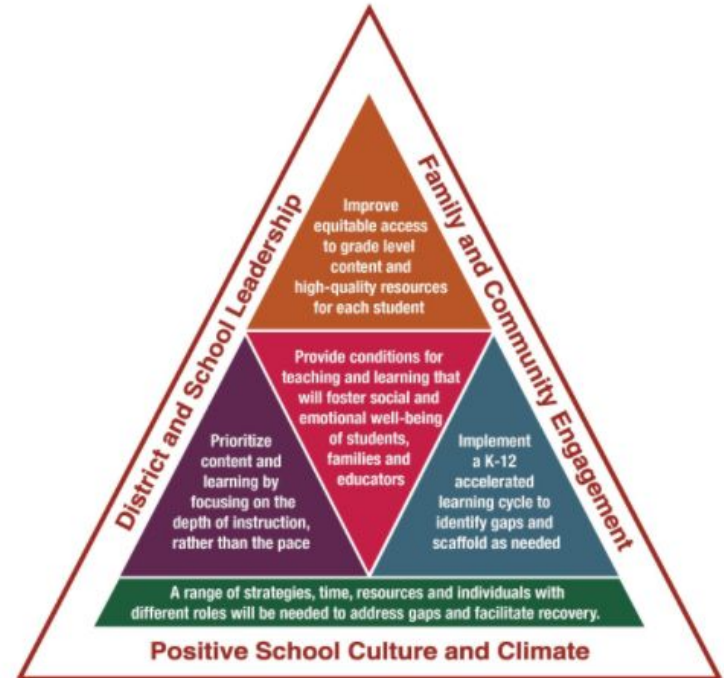 District and School Leadership
Family and Community Engagement
Improve
equitable access
to grade level
content and
high-quality resources
for each student
Provide conditions for
teaching and learning that
will foster social and
emotional well-being
of students,
families and
educators
Prioritize
content and
learning by
focusing on the
depth of instruction,
rather than the pace
Implement
a K-12
accelerated
learning cycle to
identify gaps and
scaffold as needed
A range of strategies, time, resources and individuals with
different roles will be needed to address gaps and facilitate recovery.
Positive School Culture and Climate